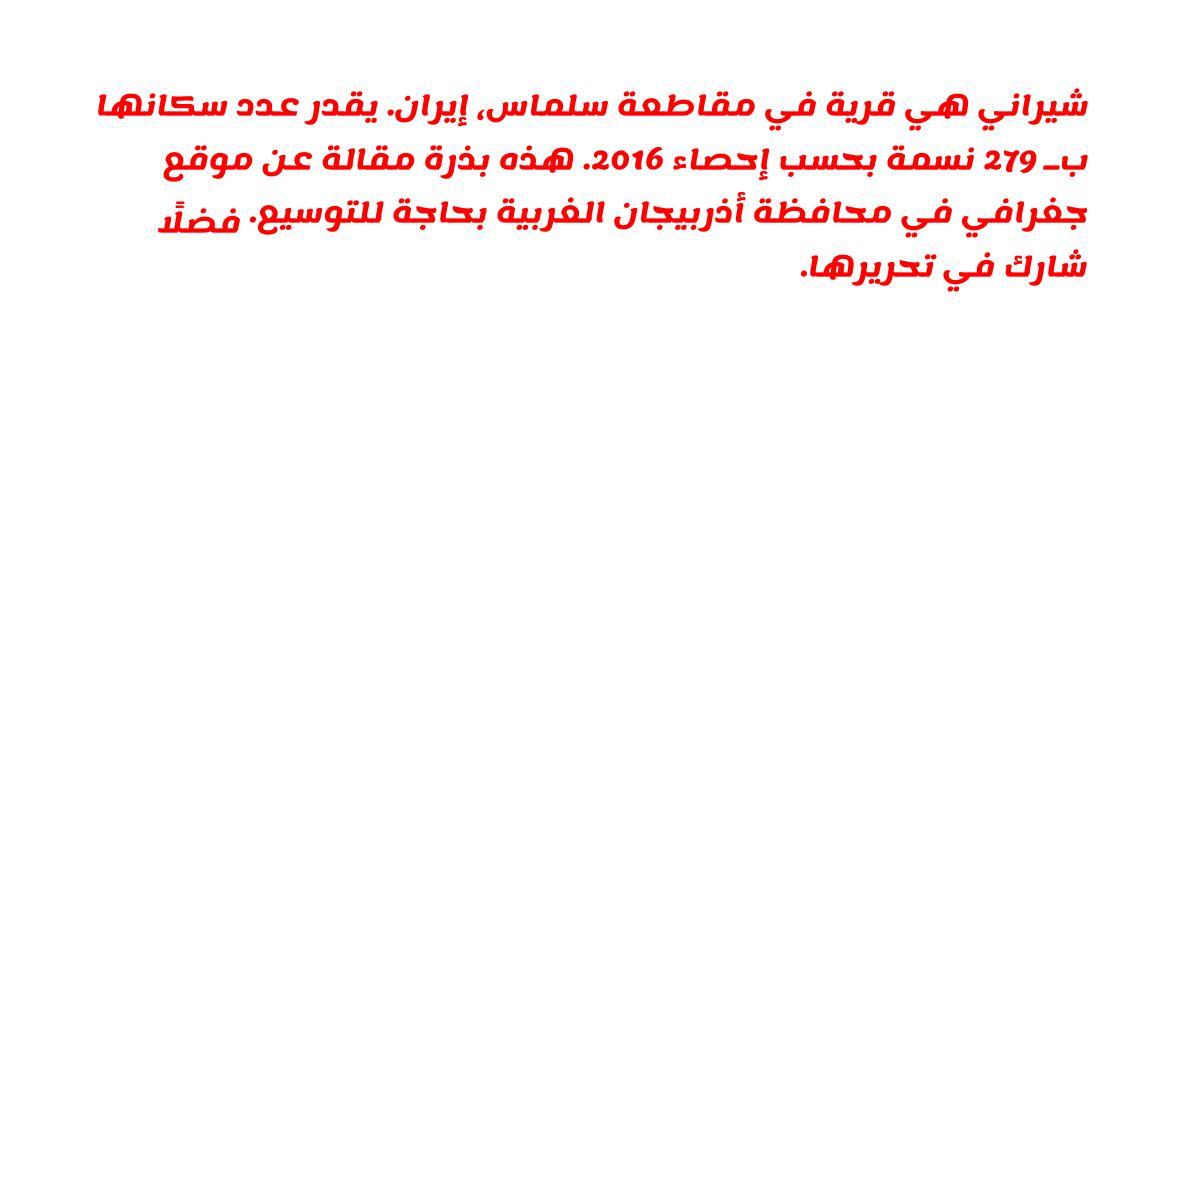 شيراني هي قرية في مقاطعة سلماس، إيران. يقدر عدد سكانها
بـ 279 نسمة بحسب إحصاء 2016. هذه بذرة مقالة عن موقع
جغرافي في محافظة أذربيجان الغربية بحاجة للتوسيع. فضلًا
شارك في تحريرها.